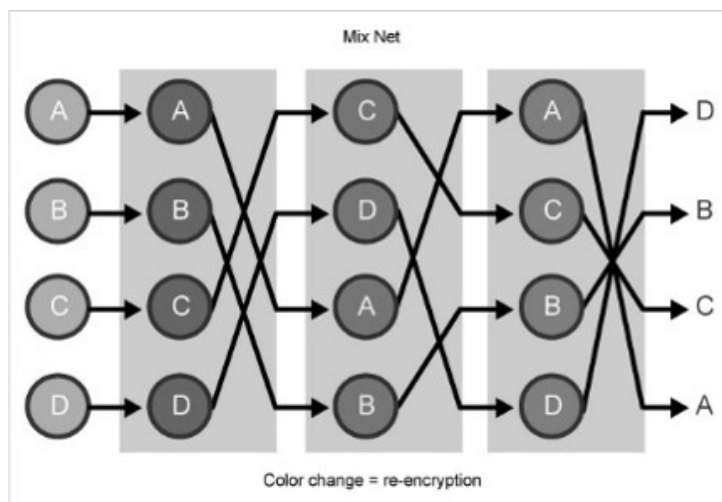 Mix Net
A A C A D
B B D C B
C C A B C
D D B D A
Color change = re-encryption